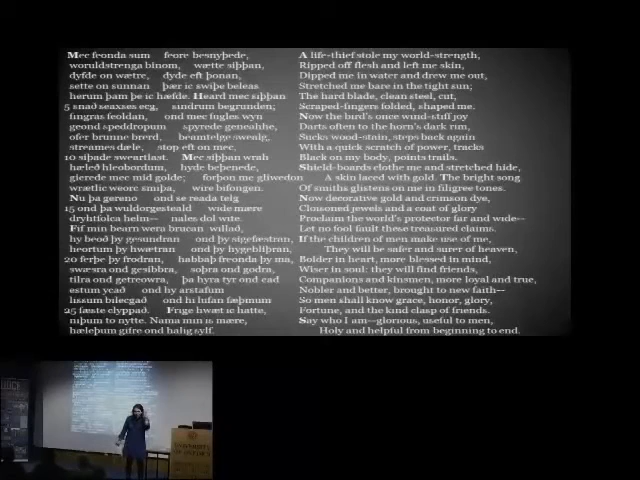 Mec feonda sum feore besnyþede, A life-thief stole my world-strength,
woruldstrenga binom, wætte siþþan, Ripped off flesh and left me skin,
dyfde on wætre, dyde eft þonan, Dipped me in water and drew me out,
sette on sunnan þær ic swiþe beleas Stretched me bare in the tight sun;
herum þam þe ic hæfde. Heard mec siþþan The hard blade, clean steel, cut,
5 snað seaxses ecg, sindrum begrunden; Scraped-fingers folded, shaped me.
fingras feoldan, ond mec fugles wyn Now the bird's once wind-stiff joy
geond speddropum spyrede geneahhe, Darts often to the horn's dark rim,
ofer brunne brerd, beamtelge swealg, Sucks wood-stain, steps back again
streames dæle, stop eft on mec, With a quick scratch of power, tracks
10 siþade sweartlast. Mec siþþan wrah Black on my body, points trails.
hæleð hleobordum, hyde beþenede, Shield-boards clothe me and stretched hide,
gierede mec mid golde; forþon me gliwedon A skin laced with gold. The bright song
wrætlic weorc smiþa, wire bifongen. Of smiths glistens on me in filigree tones.
Nu þa gereno ond se reada telg Now decorative gold and crimson dye,
15 ond þa wuldorgesteald wide mære Cloisoned jewels and a coat of glory
dryhtfolca helm— nales dol wite. Proclaim the world's protector far and wide--
Gif min bearn wera brucan willað, Let no fool fault these treasured claims.
hy beoð þy gesundran ond þy sigefæstran, If the children of men make use of me,
heortum þy hwætran ond þy hygebliþran, They will be safer and surer of heaven,
20 ferþe þy frodran, habbaþ freonda þy ma, Bolder in heart, more blessed in mind,
swæsra ond gesibbra, soþra ond godra, Wiser in soul: they will find friends,
tilra ond getreowra, þa hyra tyr ond ead Companions and kinsmen, more loyal and true,
estum ycað ond hy arstafum Nobler and better, brought to new faith--
lissum bilecgað ond hi lufan fæþmum So men shall know grace, honor, glory,
25 fæste clyppað. Frige hwæt ic hatte, Fortune, and the kind clasp of friends.
niþum to nytte. Nama min is mære, Say who I am—glorious, useful to men,
hæleþum gifre ond halig sylf. Holy and helpful from beginning to end.